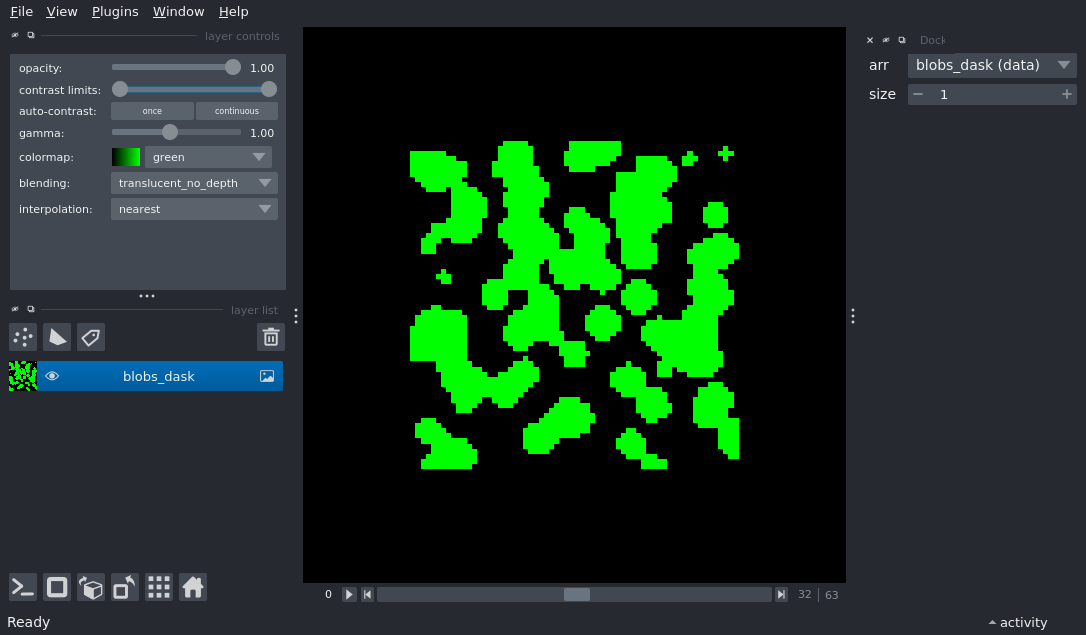 File View Plugins Window Help
layer controls
opacity: 1.00
contrast limits:
auto-contrast: once continuous
gamma: 1.00
colormap: green
blending: translucent_no_depth
interpolation: nearest
layer list
blobs_dask
0 32 63
Dock
arr blobs_dask (data)
size 1
Ready
activity